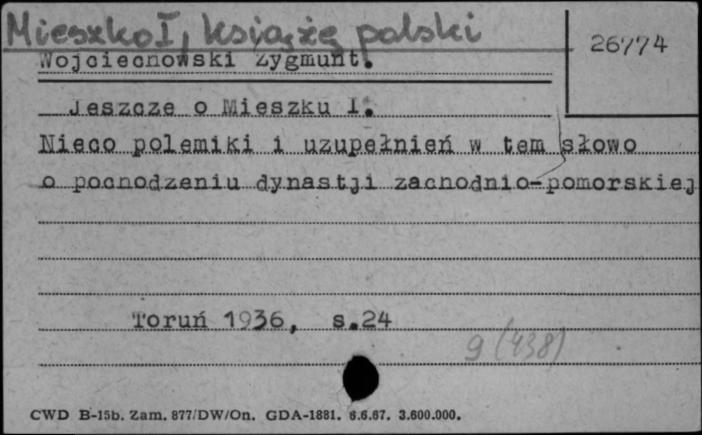 Mieszko I, książę polski
26774
Wojciechowski Zygmunt.
Jeszcze o Mieszku I.
Nieco polemiki i uzupełnień w tem słowo
o pochodzeniu dynastji zachodnio-pomorskiej
Toruń 1936, s.24
9(438)
CWD B-15b. Zam. 877/DW/On. GDA-1881. 6.6.67. 3.600.000.